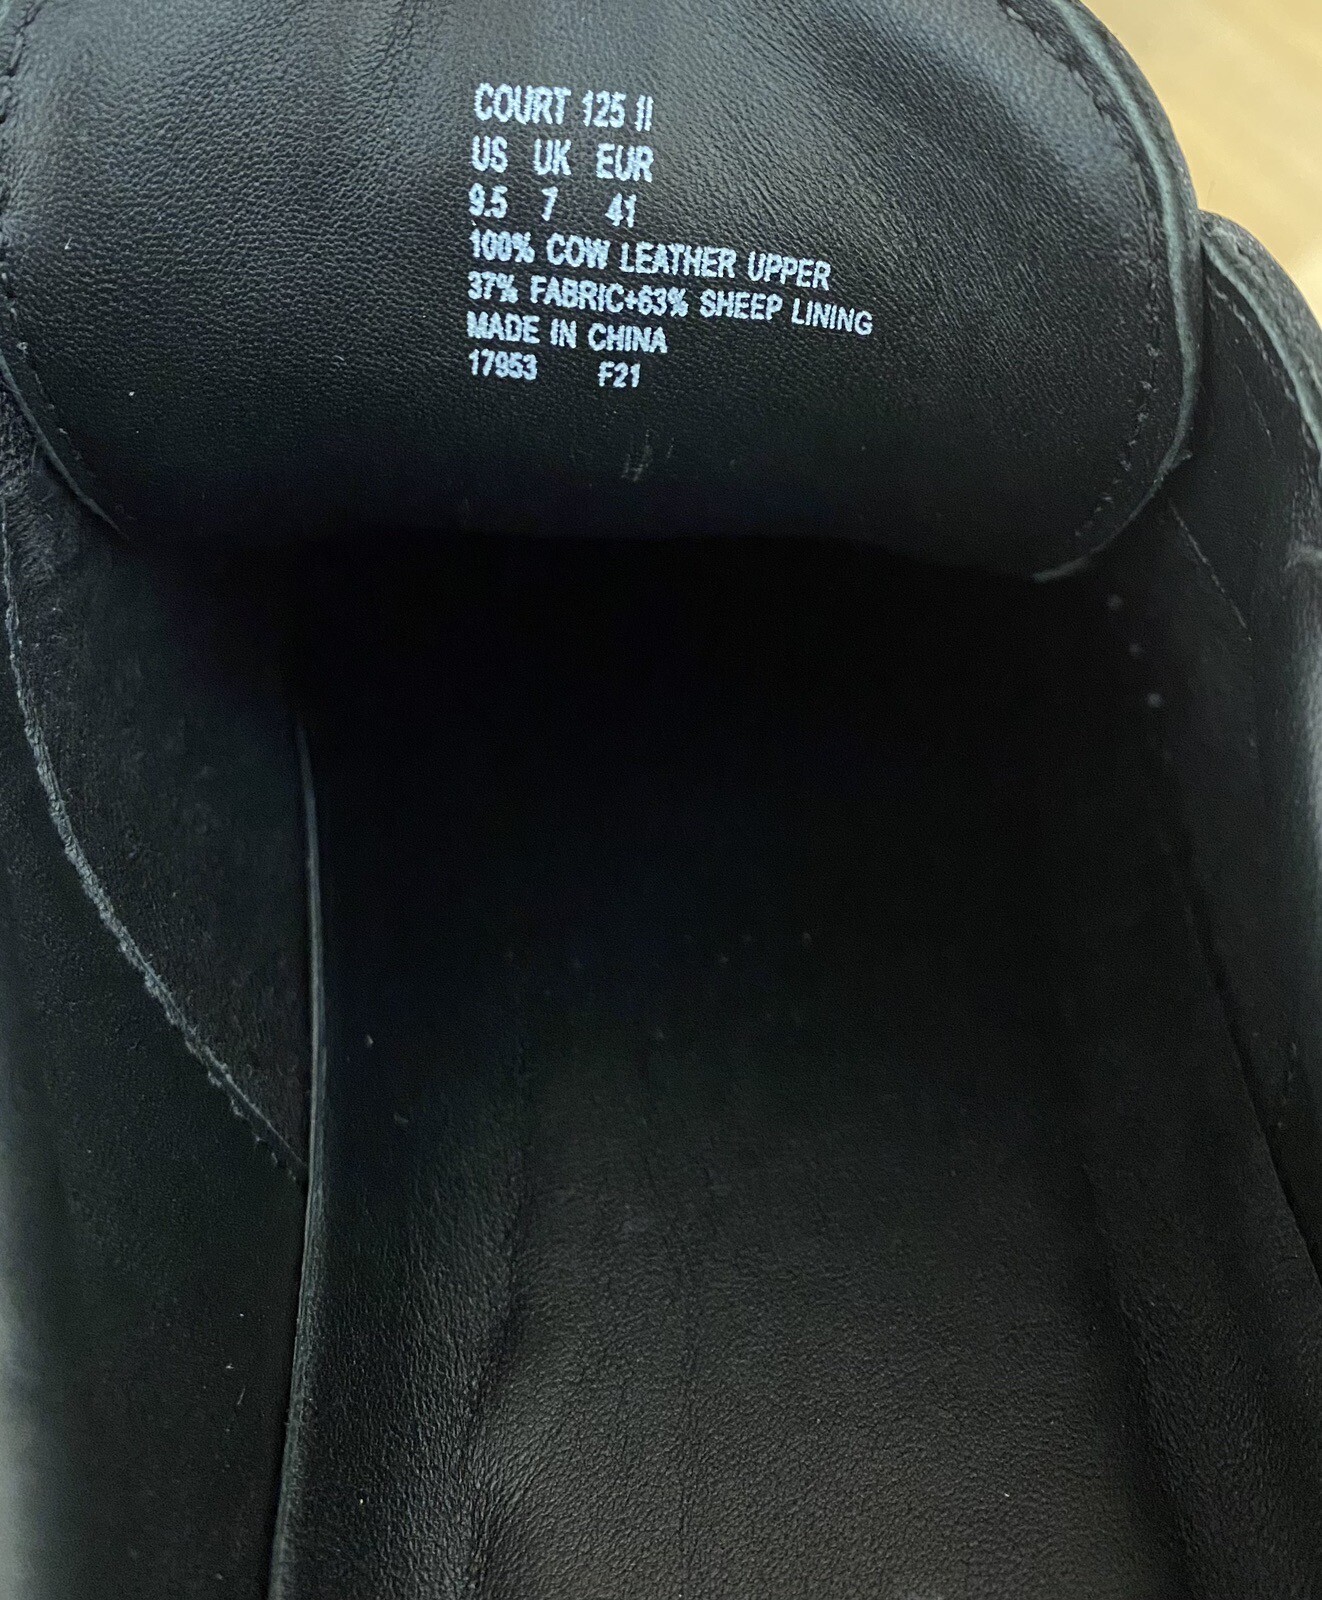 COURT 125 II
US UK EUR
9.5 7 41
100% COW LEATHER UPPER
37% FABRIC+63% SHEEP LINING
MADE IN CHINA
17953 F21